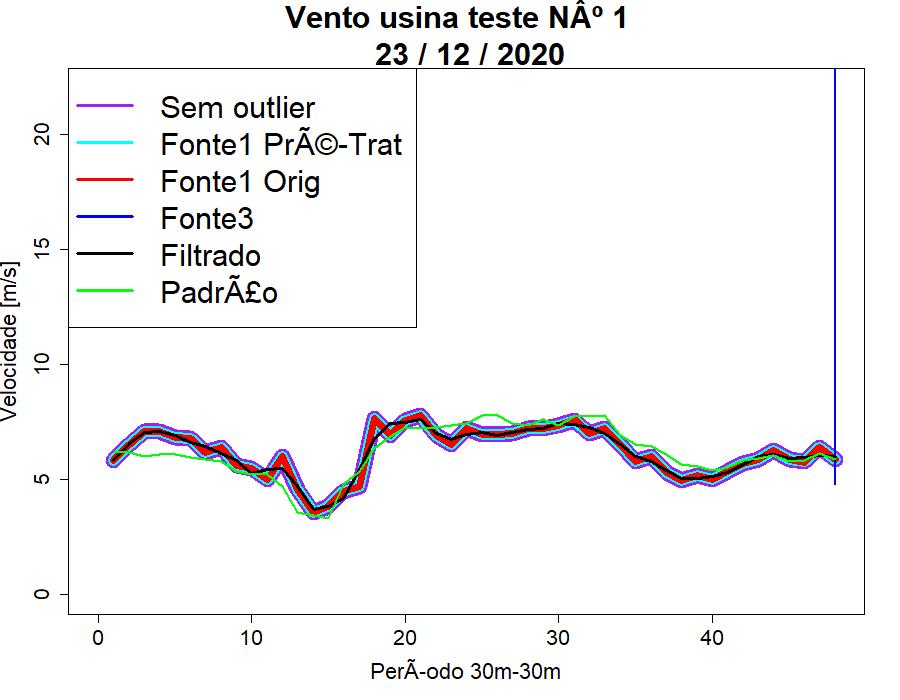 Vento usina teste NÂº 1
23 / 12 / 2020
Sem outlier
Fonte1 PrÃ©-Trat
Fonte1 Orig
Fonte3
Filtrado
PadrÃ£o
Velocidade [m/s]
20
15
10
5
0
0 10 20 30 40
PerÃ-odo 30m-30m